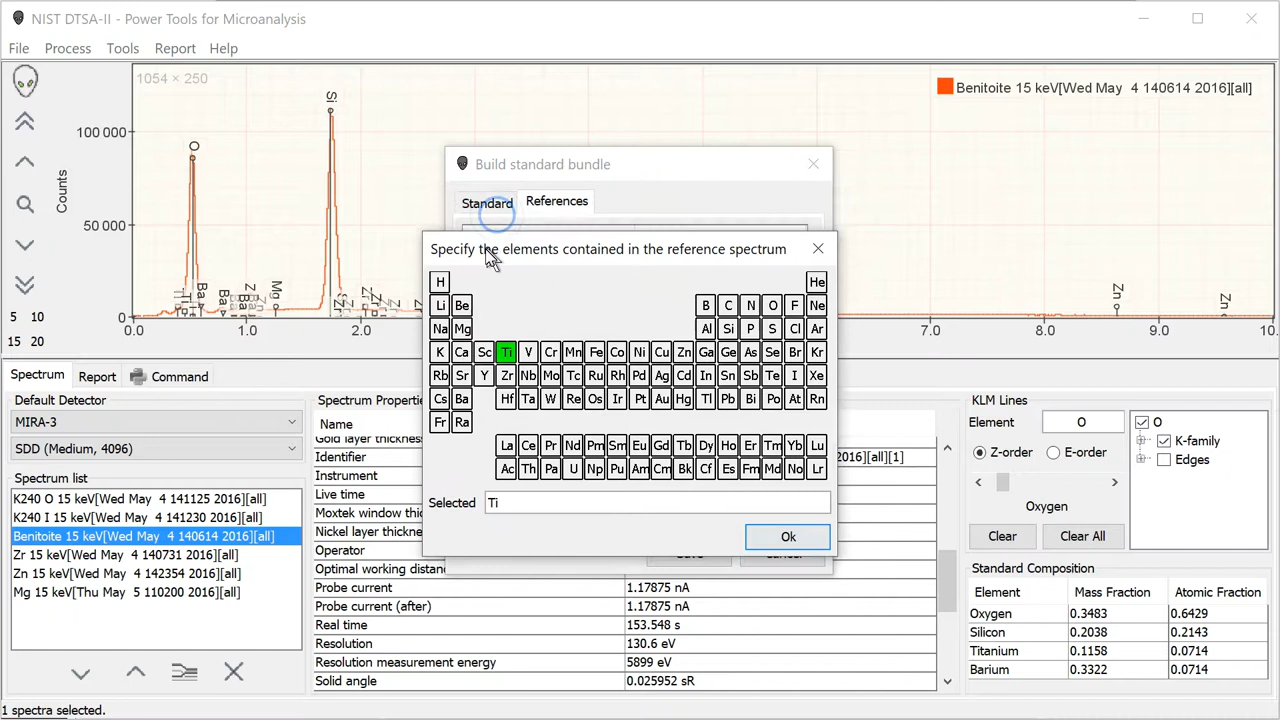 NIST DTSA-II - Power Tools for Microanalysis
File Process Tools Report Help
1054 × 250
Benitoite 15 keV[Wed May 4 140614 2016][all]
Counts
100 000
50 000
0
O
Si
Ba
Ba
Mg
Zn
Zn
0.0 1.0 2.0 7.0 8.0 9.0 10.0
5 10
15 20
Build standard bundle
Standard References
Specify the elements contained in the reference spectrum
H He
Li Be B C N O F Ne
Na Mg Al Si P S Cl Ar
K Ca Sc Ti V Cr Mn Fe Co Ni Cu Zn Ga Ge As Se Br Kr
Rb Sr Y Zr Nb Mo Tc Ru Rh Pd Ag Cd In Sn Sb Te I Xe
Cs Ba Hf Ta W Re Os Ir Pt Au Hg Tl Pb Bi Po At Rn
Fr Ra
La Ce Pr Nd Pm Sm Eu Gd Tb Dy Ho Er Tm Yb Lu
Ac Th Pa U Np Pu Am Cm Bk Cf Es Fm Md No Lr
Selected Ti
Ok
Spectrum Report Command
Default Detector
MIRA-3
SDD (Medium, 4096)
Spectrum list
K240 O 15 keV[Wed May 4 141125 2016][all]
K240 I 15 keV[Wed May 4 141230 2016][all]
Benitoite 15 keV[Wed May 4 140614 2016][all]
Zr 15 keV[Wed May 4 140731 2016][all]
Zn 15 keV[Wed May 4 142354 2016][all]
Mg 15 keV[Thu May 5 110200 2016][all]
Spectrum Properties
Name
Gold layer thickness
Identifier 2016][all][1]
Instrument
Live time
Moxtek window
Nickel layer thickness
Operator
Optimal working distance
Probe current 1.17875 nA
Probe current (after) 1.17875 nA
Real time 153.548 s
Resolution 130.6 eV
Resolution measurement energy 5899 eV
Solid angle 0.025952 sR
KLM Lines
Element O
Z-order E-order
Oxygen
Clear Clear All
O
K-family
Edges
Standard Composition
Element Mass Fraction Atomic Fraction
Oxygen 0.3483 0.6429
Silicon 0.2038 0.2143
Titanium 0.1158 0.0714
Barium 0.3322 0.0714
1 spectra selected.